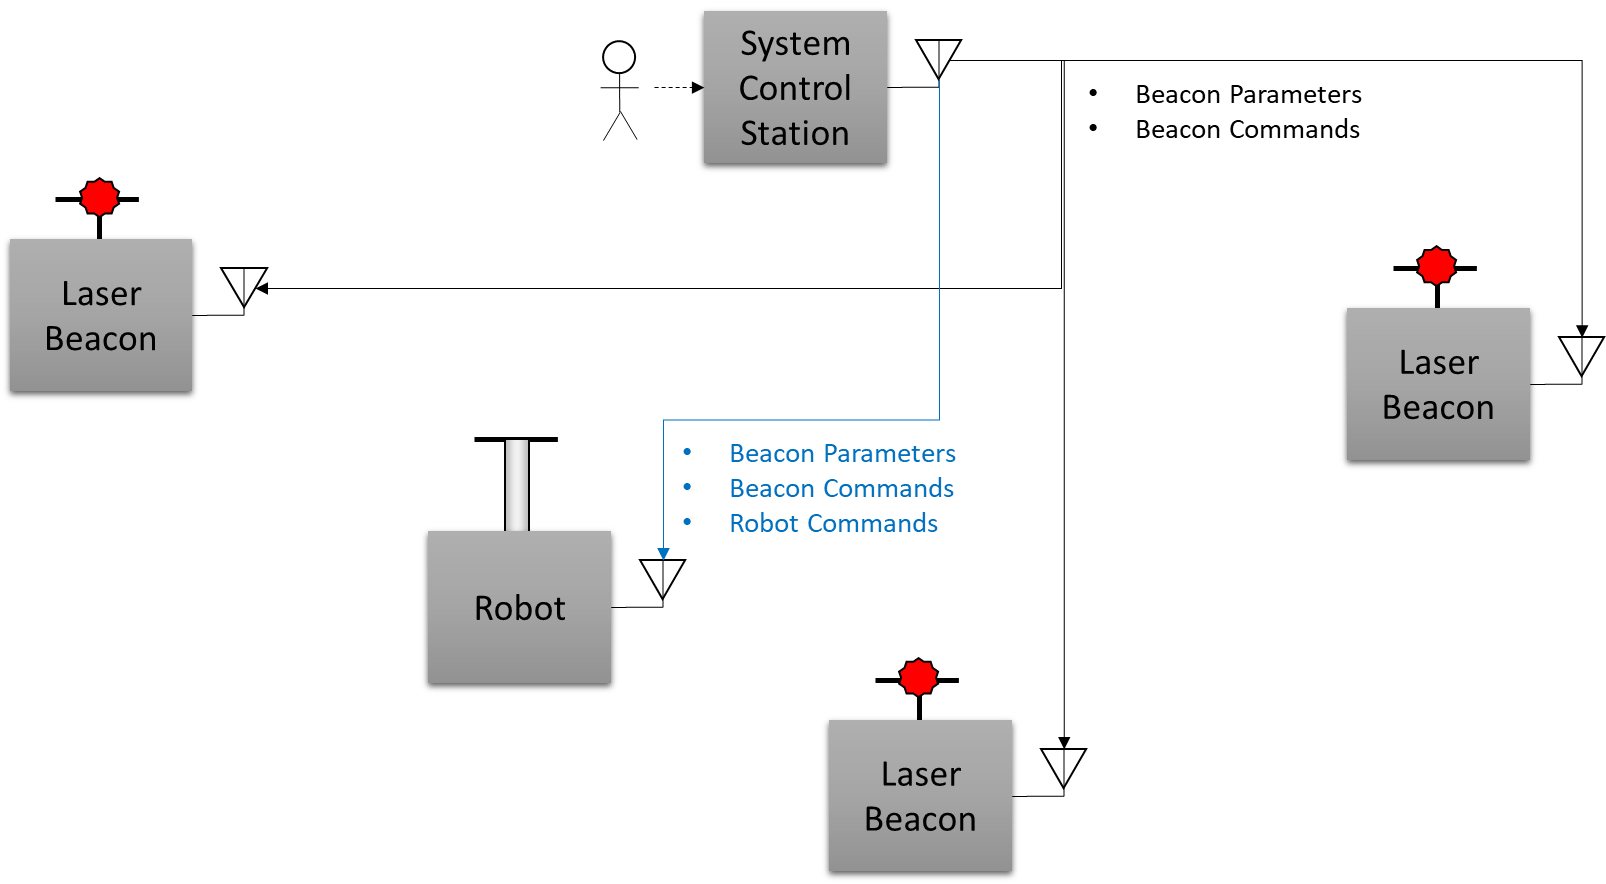 System
Control
Station
• Beacon Parameters
• Beacon Commands
Laser
Beacon
Laser
Beacon
• Beacon Parameters
• Beacon Commands
• Robot Commands
Robot
Laser
Beacon